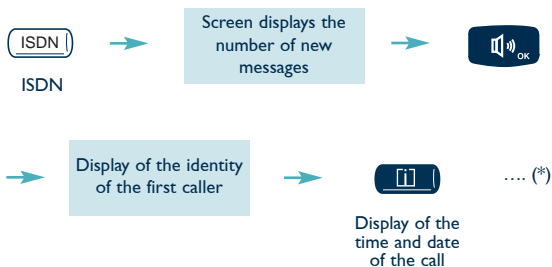 ISDN
ISDN
Screen displays the
number of new
messages
OK
Display of the identity
of the first caller
i
.... (*)
Display of the
time and date
of the call